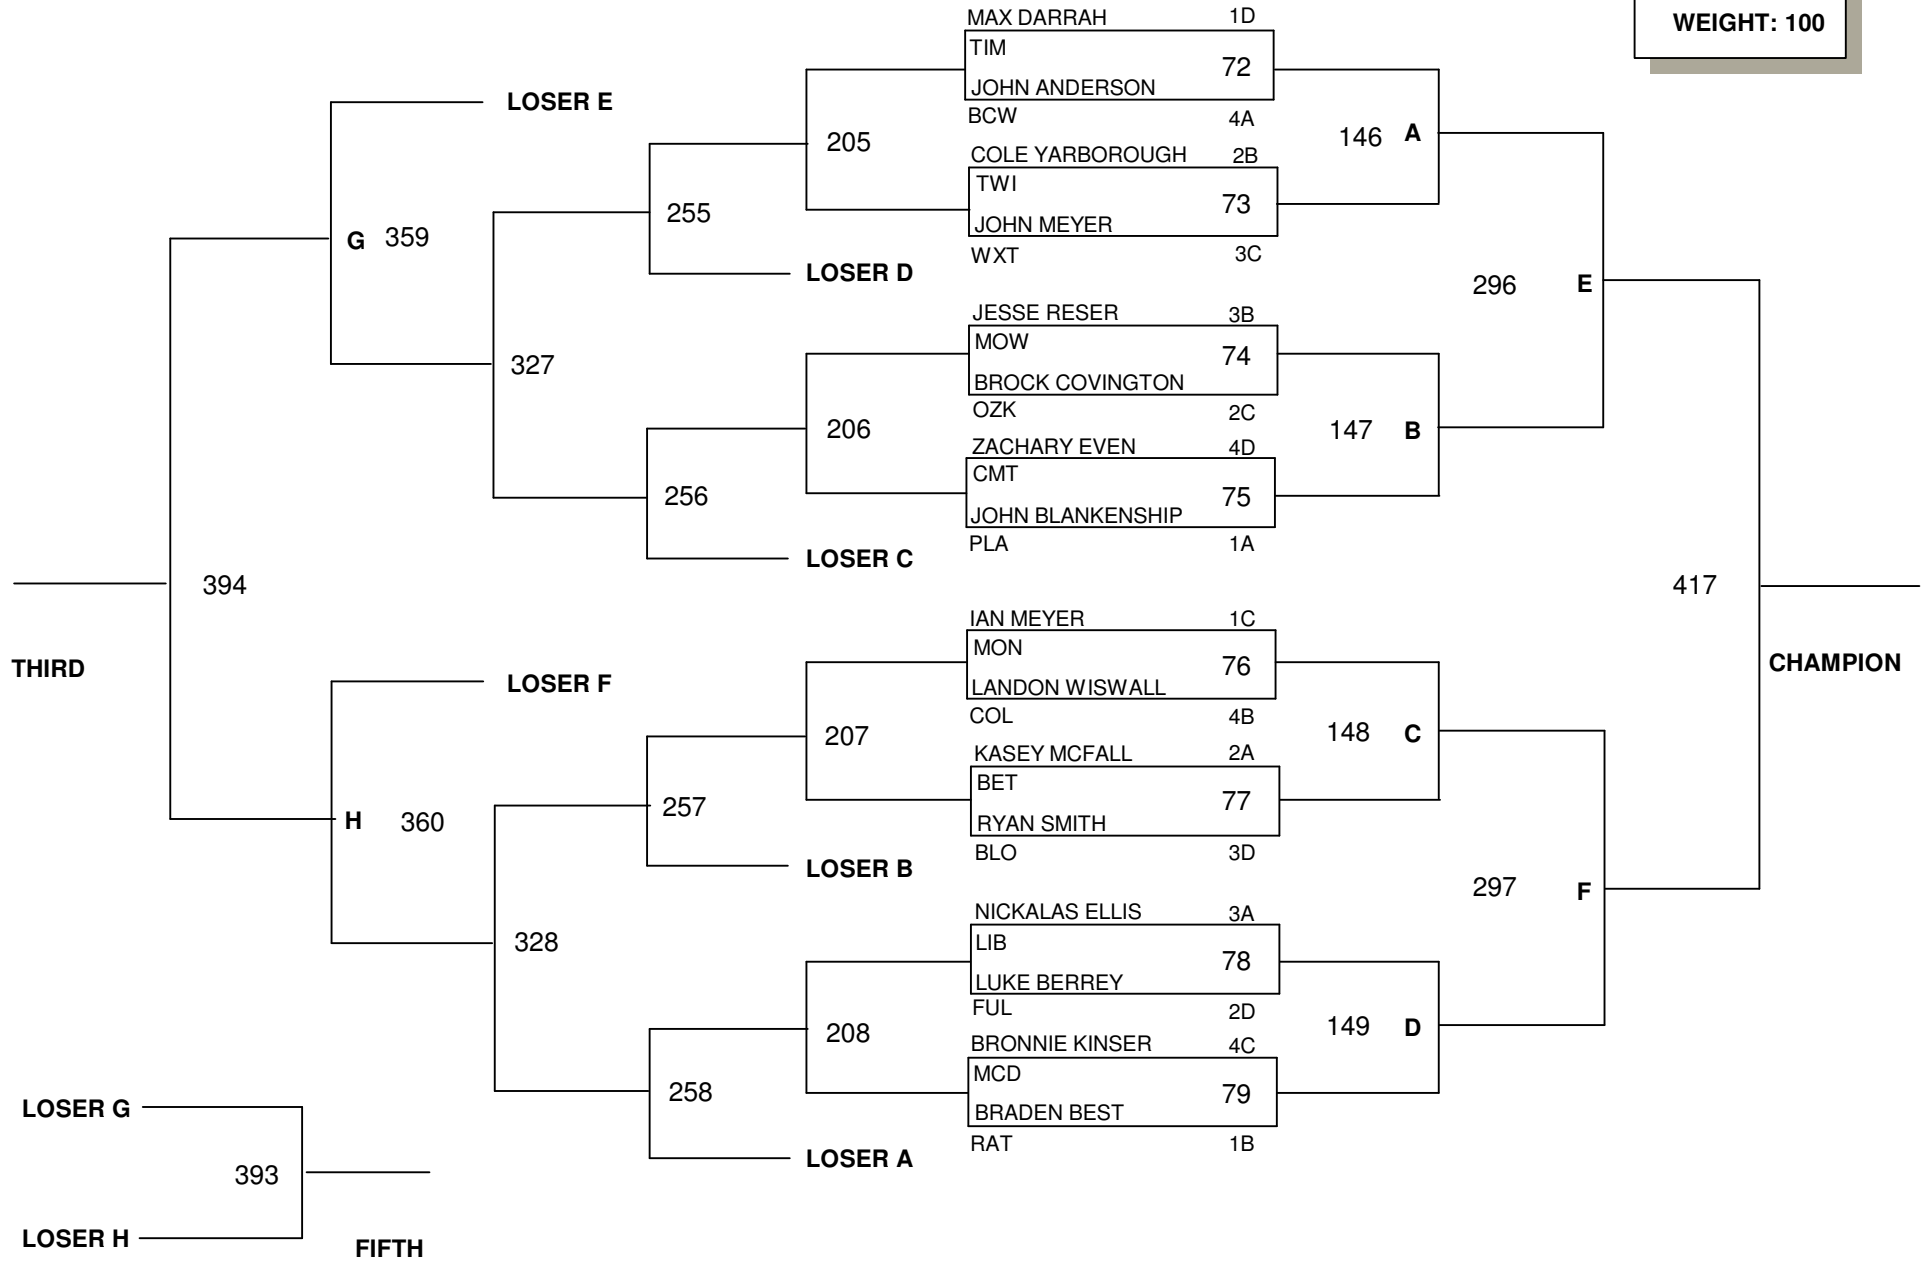 WEIGHT: 100
MAX DARRAH 1D
TIM
72
JOHN ANDERSON
BCW 4A
COLE YARBOROUGH 2B
TWI
73
JOHN MEYER
WXT 3C
JESSE RESER 3B
MOW
74
BROCK COVINGTON
OZK 2C
ZACHARY EVEN 4D
CMT
75
JOHN BLANKENSHIP
PLA 1A
IAN MEYER 1C
MON
76
LANDON WISWALL
COL 4B
KASEY MCFALL 2A
BET
77
RYAN SMITH
BLO 3D
NICKALAS ELLIS 3A
LIB
78
LUKE BERREY
FUL 2D
BRONNIE KINSER 4C
MCD
79
BRADEN BEST
RAT 1B
146 A
147 B
148 C
149 D
296 E
297 F
417
CHAMPION
205
206
207
208
255
LOSER D
256
LOSER C
257
LOSER B
258
LOSER A
327
328
LOSER E
G 359
LOSER F
H 360
394
THIRD
LOSER G
393
LOSER H
FIFTH